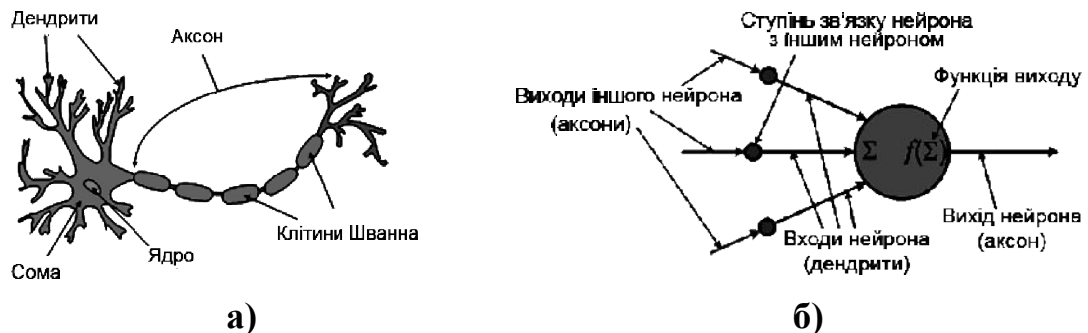 Дендрити
Аксон
Клітини Шванна
Ядро
Сома
а)
Ступінь зв'язку нейрона
з іншим нейроном
Функція виходу
Виходи іншого нейрона
(аксони)
Σ f(Σ)
Входи нейрона
(дендрити)
Вихід нейрона
(аксон)
б)